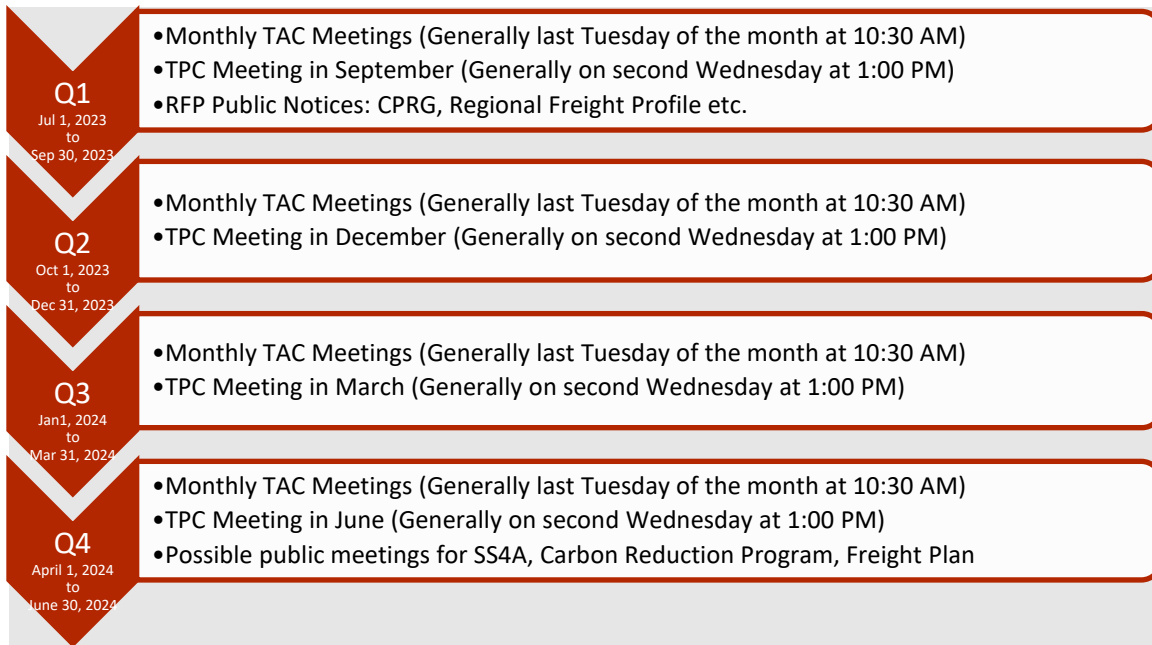 Q1
Jul 1, 2023
to
Sep 30, 2023
•Monthly TAC Meetings (Generally last Tuesday of the month at 10:30 AM)
•TPC Meeting in September (Generally on second Wednesday at 1:00 PM)
•RFP Public Notices: CPRG, Regional Freight Profile etc.
Q2
Oct 1, 2023
to
Dec 31, 2023
•Monthly TAC Meetings (Generally last Tuesday of the month at 10:30 AM)
•TPC Meeting in December (Generally on second Wednesday at 1:00 PM)
Q3
Jan1, 2024
to
Mar 31, 2024
•Monthly TAC Meetings (Generally last Tuesday of the month at 10:30 AM)
•TPC Meeting in March (Generally on second Wednesday at 1:00 PM)
Q4
April 1, 2024
to
June 30, 2024
•Monthly TAC Meetings (Generally last Tuesday of the month at 10:30 AM)
•TPC Meeting in June (Generally on second Wednesday at 1:00 PM)
•Possible public meetings for SS4A, Carbon Reduction Program, Freight Plan